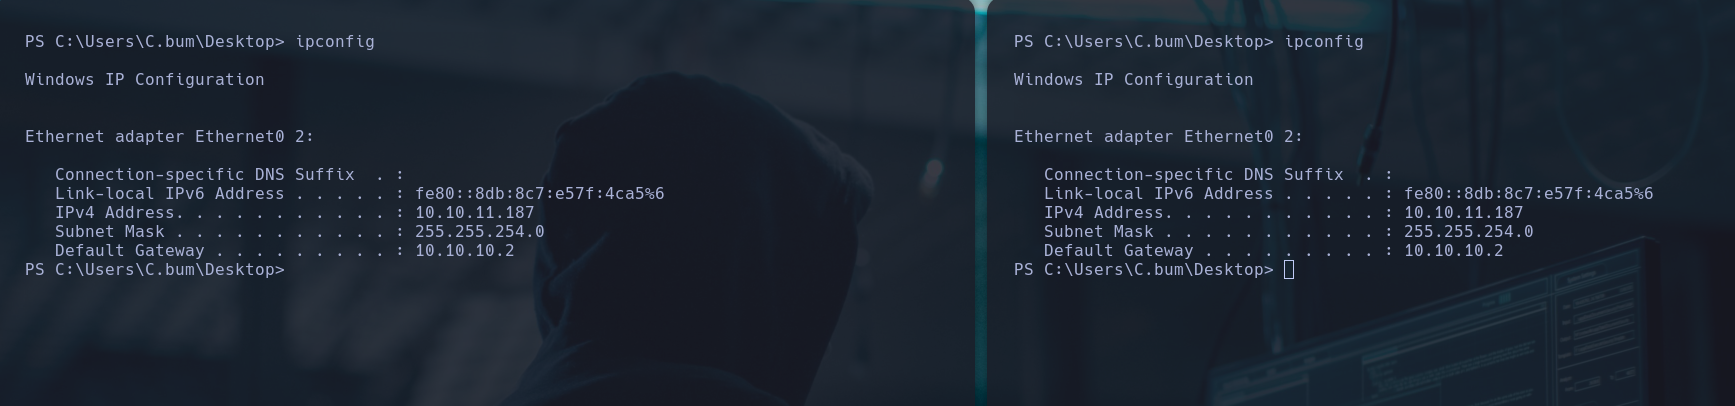 PS C:\Users\C.bum\Desktop> ipconfig
Windows IP Configuration
Ethernet adapter Ethernet0 2:
Connection-specific DNS Suffix  . :
Link-local IPv6 Address . . . . . : fe80::8db:8c7:e57f:4ca5%6
IPv4 Address. . . . . . . . . . . : 10.10.11.187
Subnet Mask . . . . . . . . . . . : 255.255.254.0
Default Gateway . . . . . . . . . : 10.10.10.2
PS C:\Users\C.bum\Desktop>
PS C:\Users\C.bum\Desktop> ipconfig
Windows IP Configuration
Ethernet adapter Ethernet0 2:
Connection-specific DNS Suffix  . :
Link-local IPv6 Address . . . . . : fe80::8db:8c7:e57f:4ca5%6
IPv4 Address. . . . . . . . . . . : 10.10.11.187
Subnet Mask . . . . . . . . . . . : 255.255.254.0
Default Gateway . . . . . . . . . : 10.10.10.2
PS C:\Users\C.bum\Desktop>